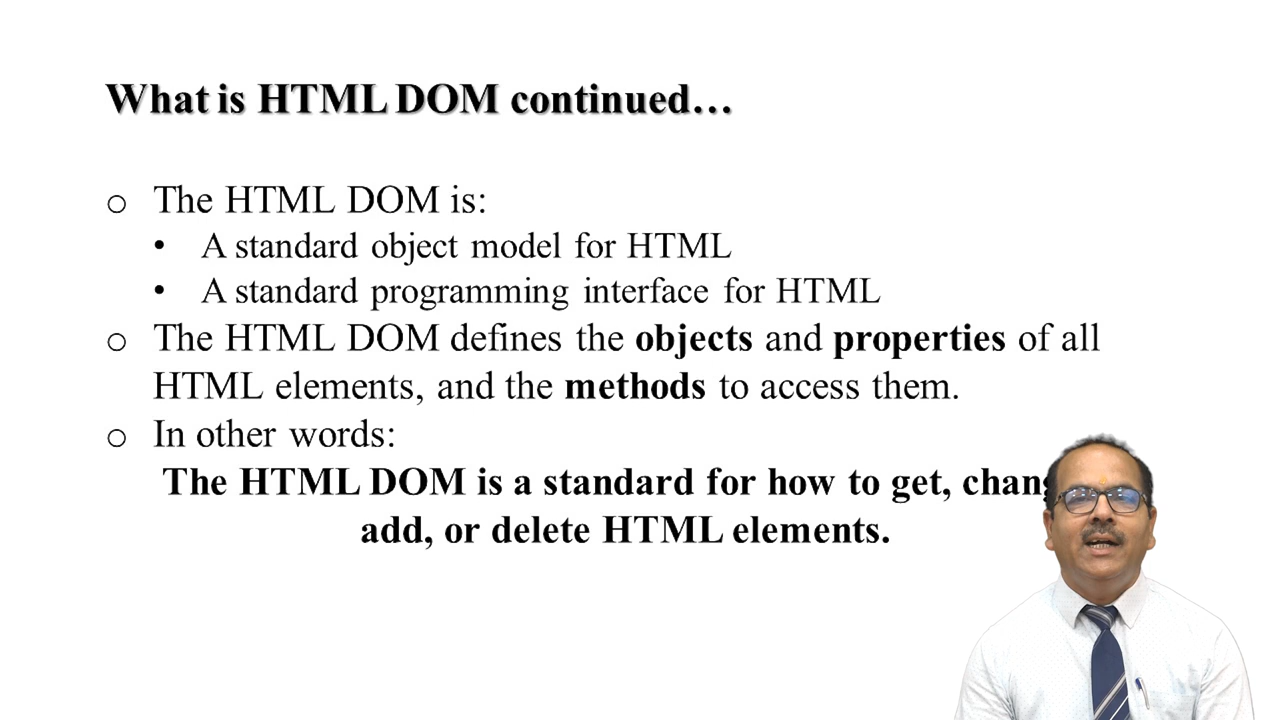 What is HTML DOM continued…
o The HTML DOM is:
• A standard object model for HTML
• A standard programming interface for HTML
o The HTML DOM defines the objects and properties of all
HTML elements, and the methods to access them.
o In other words:
The HTML DOM is a standard for how to get,
add, or delete HTML elements.